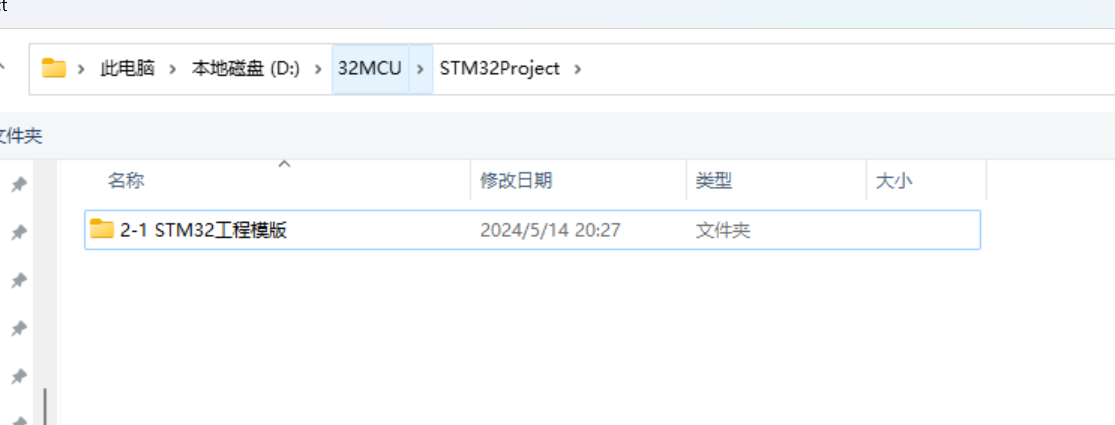 ct
此电脑 本地磁盘 (D:) 32MCU STM32Project
文件夹
名称 修改日期 类型 大小
2-1 STM32工程模版 2024/5/14 20:27 文件夹